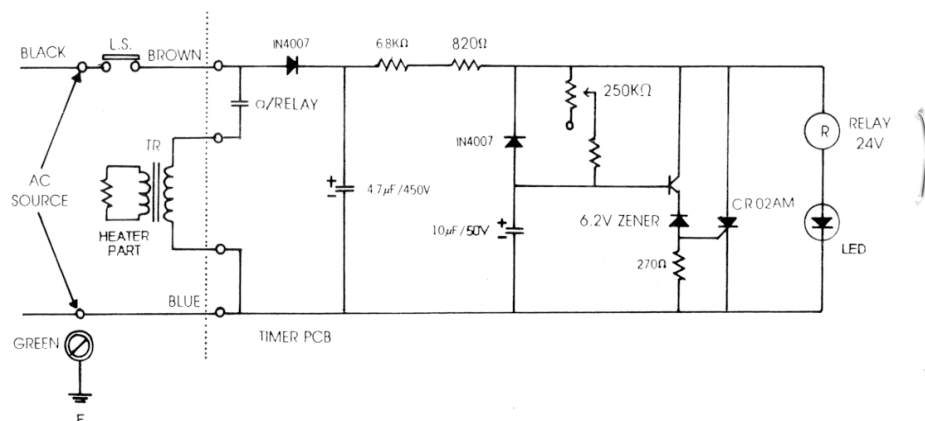 BLACK
L.S.
BROWN
IN4007
6.8KΩ
820Ω
a/RELAY
250KΩ
RELAY
24V
R
IN4007
TR
AC
SOURCE
HEATER
PART
4.7µF/450V
10µF/50V
6.2V ZENER
CR02AM
LED
270Ω
BLUE
TIMER PCB
GREEN